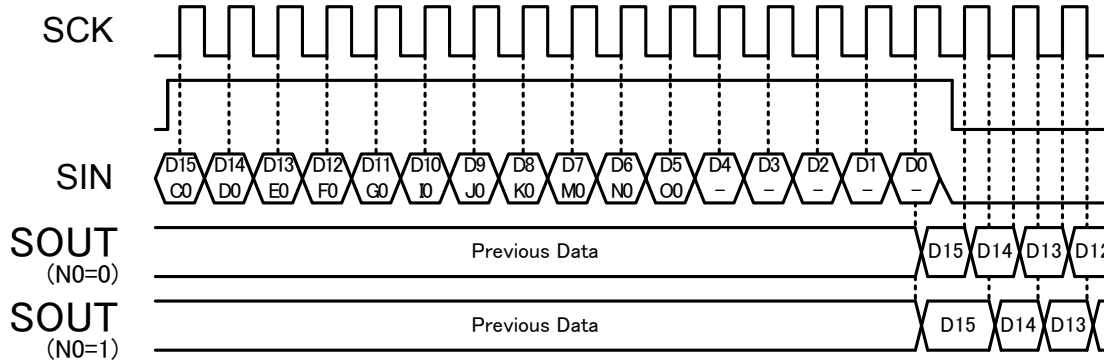 SCK
SIN
D15 D14 D13 D12 D11 D10 D9 D8 D7 D6 D5 D4 D3 D2 D1 D0
C0 D0 E0 F0 G0 I0 J0 K0 M0 N0 O0 - - - - -
SOUT
(N0=0)
Previous Data
D15 D14 D13 D12
SOUT
(N0=1)
Previous Data
D15 D14 D13